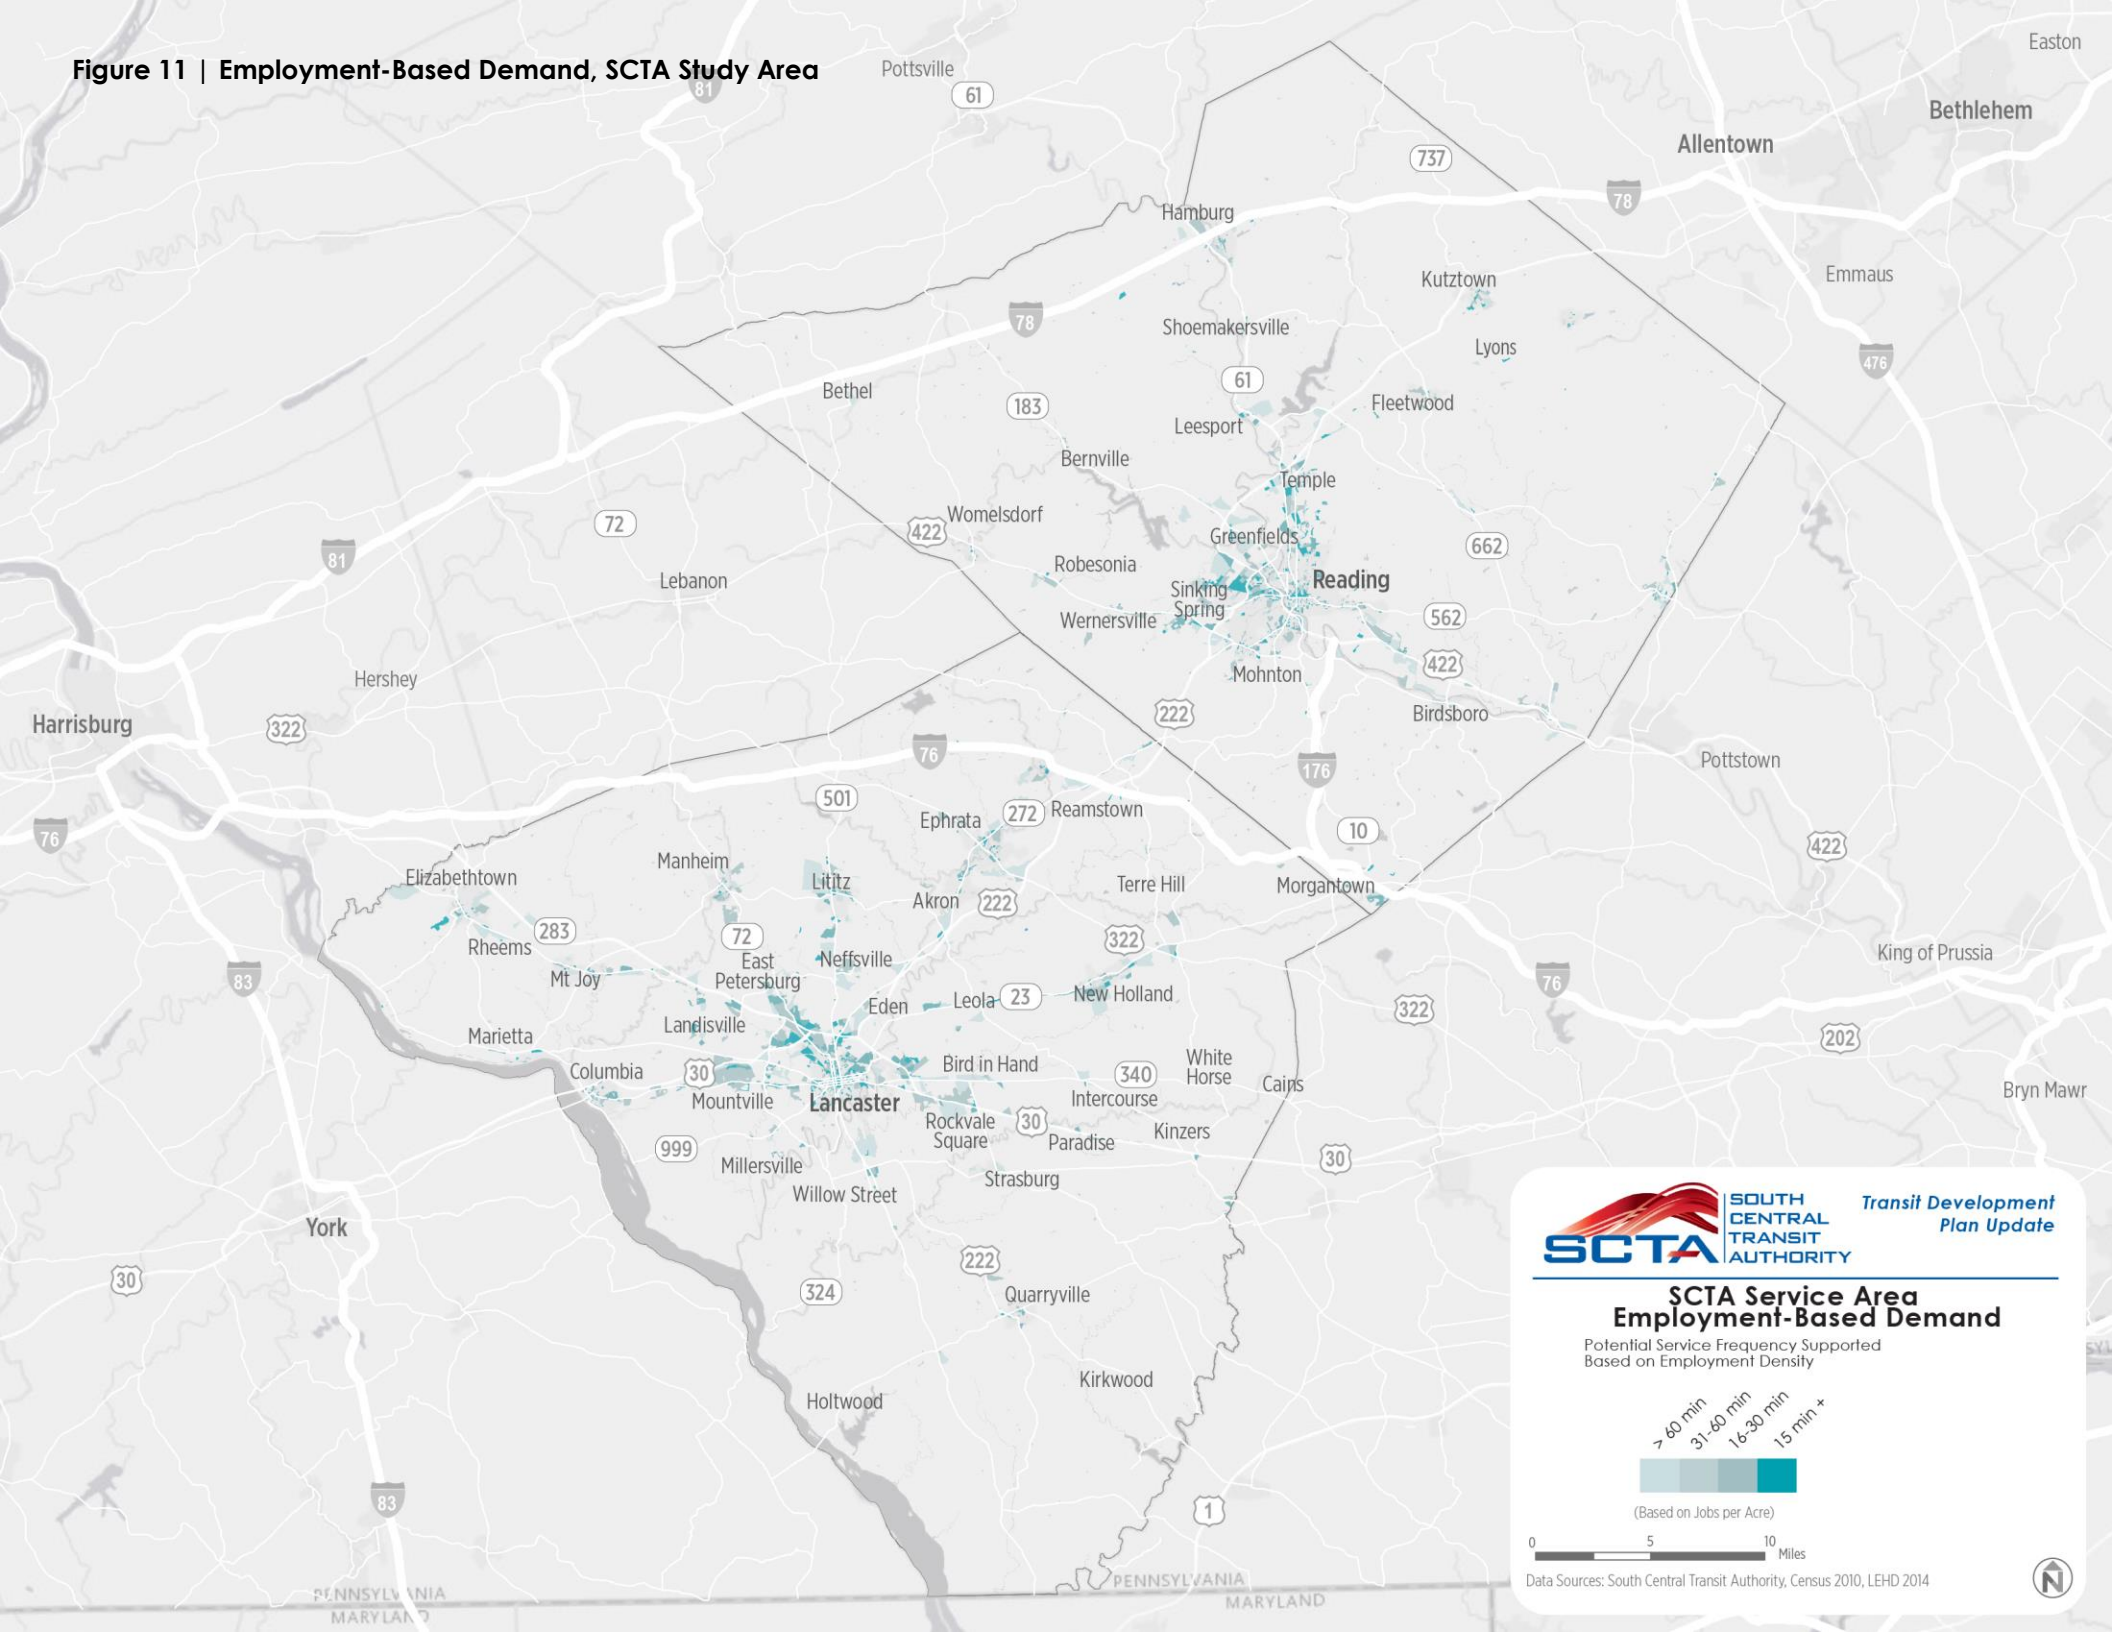 Figure 11 | Employment-Based Demand, SCTA Study Area
81
Pottsville
61
Easton
Bethlehem
Allentown
737
78
Hamburg
Emmaus
Kutztown
78
Shoemakersville
Lyons
476
61
Bethel
183
Fleetwood
Leesport
Bernville
Temple
Womelsdorf
72
422
Greenfields
662
81
Robesonia
Lebanon
Reading
Sinking
Spring
562
Wernersville
422
Hershey
Mohnton
Harrisburg
322
222
Birdsboro
76
176
Pottstown
501
272
Reamstown
Ephrata
10
76
422
Manheim
Elizabethtown
Lititz
Terre Hill
Morgantown
Akron
222
283
72
322
Rheems
King of Prussia
East
Petersburg
Neffsville
Mt Joy
83
76
Eden
Leola
23
New Holland
322
Landisville
Marietta
202
Bird in Hand
White
Horse
Columbia
30
340
Cains
Bryn Mawr
Mountville
Lancaster
Intercourse
Rockvale
Square
30
Paradise
Kinzers
999
30
Millersville
Strasburg
Willow Street
York
222
30
324
Quarryville
Kirkwood
Holtwood
83
1
PENNSYLVANIA
MARYLAND
PENNSYLVANIA
MARYLAND
SCTA
SOUTH
CENTRAL
TRANSIT
AUTHORITY
Transit Development
Plan Update
SCTA Service Area
Employment-Based Demand
Potential Service Frequency Supported
Based on Employment Density
> 60 min
31-60 min
16-30 min
15 min +
(Based on Jobs per Acre)
0 5 10
Miles
Data Sources: South Central Transit Authority, Census 2010, LEHD 2014
N